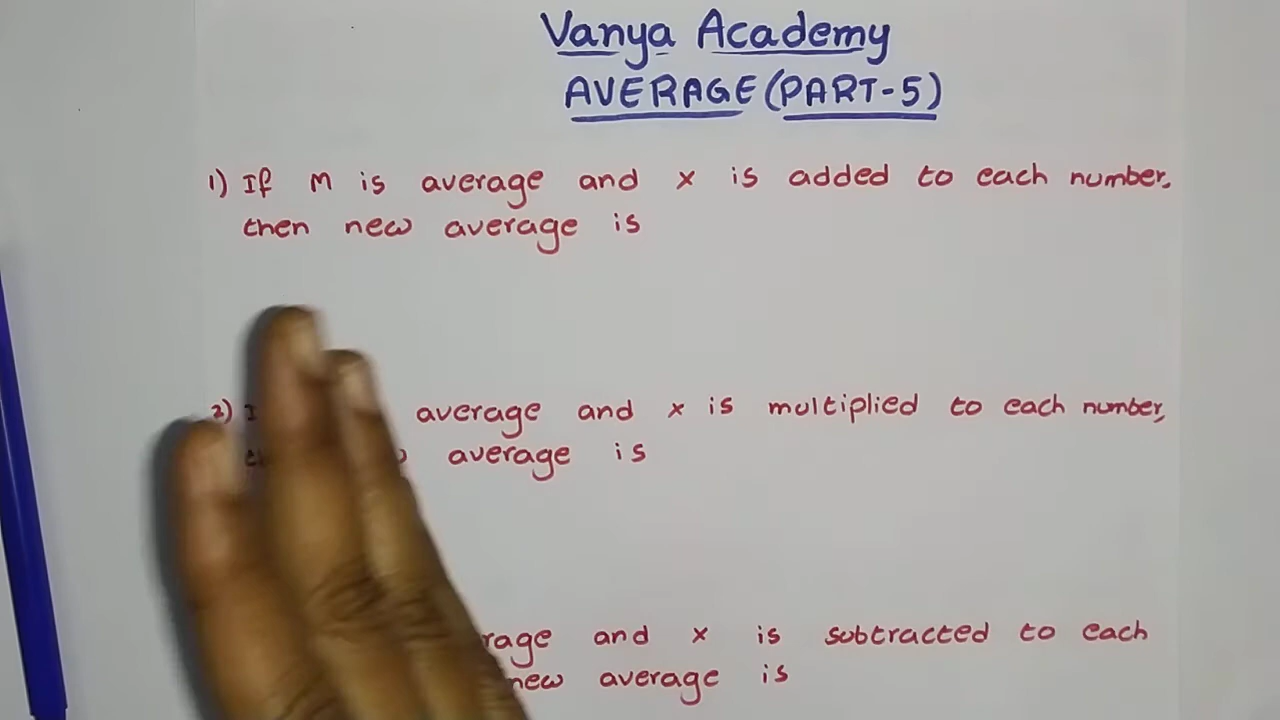 Vanya Academy
AVERAGE (PART-5)
1) If M is average and x is added to each number,
then new average is
2) average and x is multiplied to each number,
average is
and x is subtracted to each
new average is